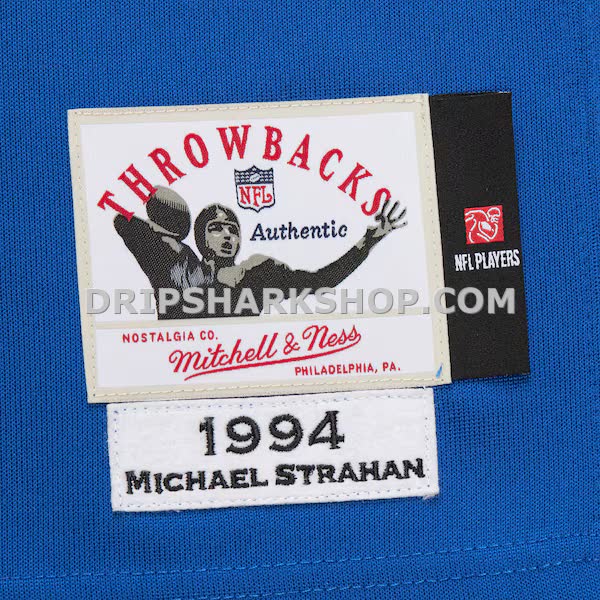 THROWBACKS
NFL
Authentic
NFL PLAYERS
DRIPSHARKSHOP.COM
NOSTALGIA CO.
Mitchell & Ness
PHILADELPHIA, PA.
1994
MICHAEL STRAHAN